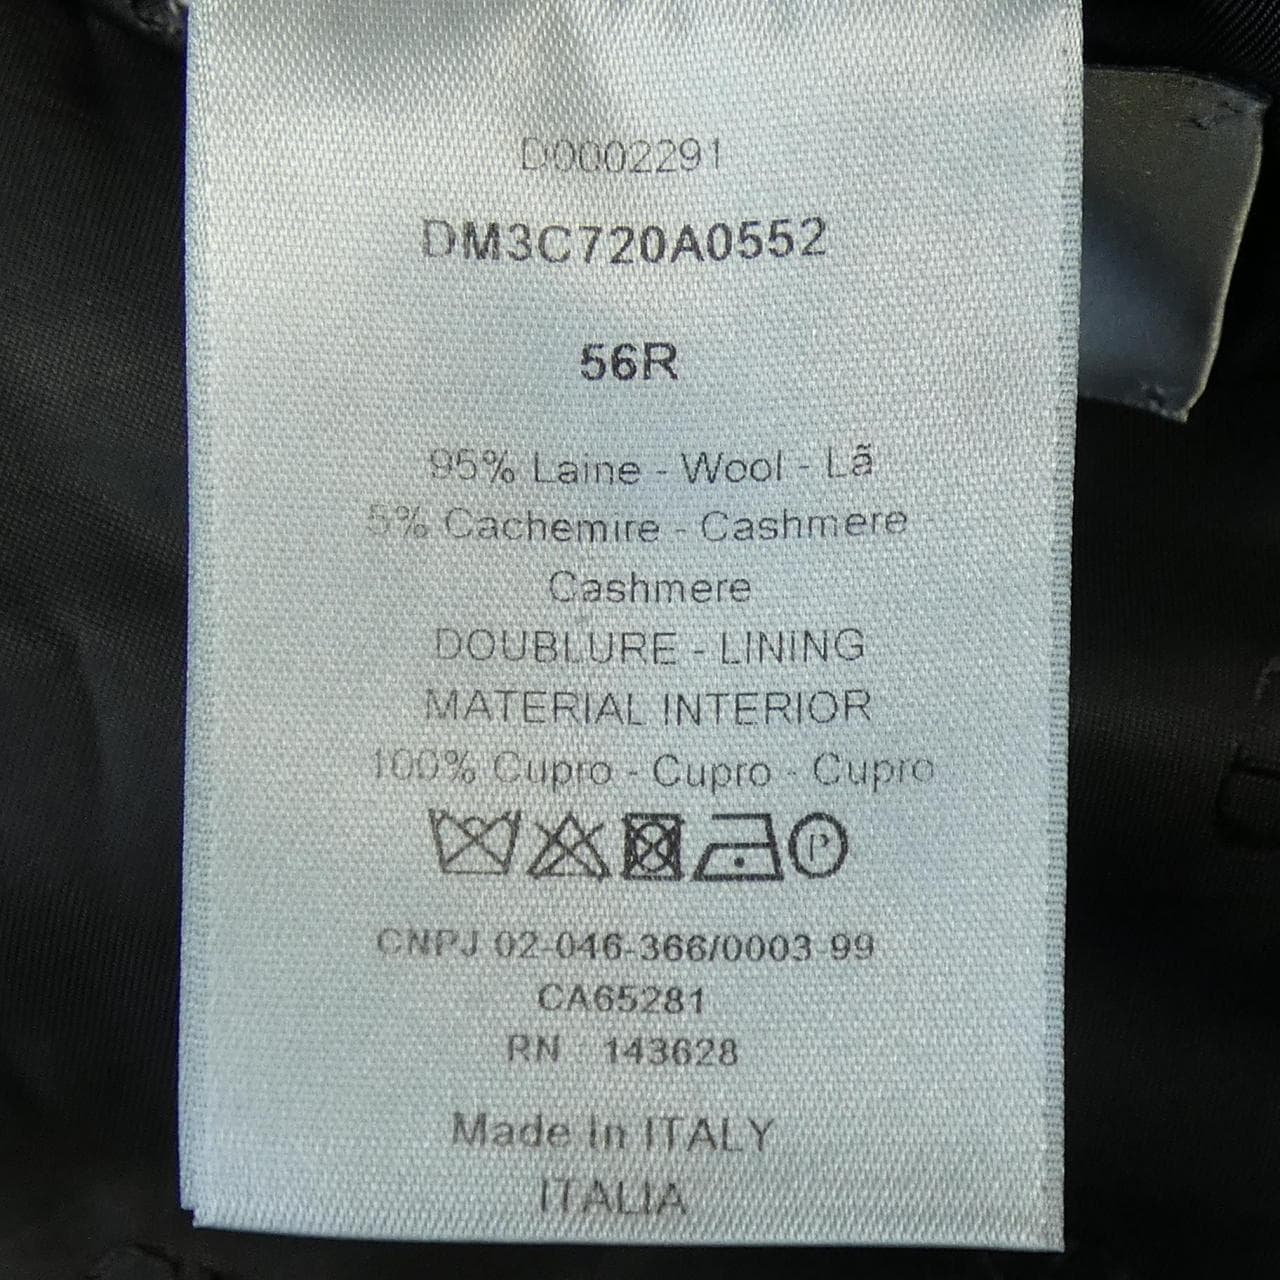 D0002291
DM3C720A0552
56R
95% Laine - Wool - Lã
5% Cachemire - Cashmere
Cashmere
DOUBLURE - LINING
MATERIAL INTERIOR
100% Cupro - Cupro - Cupro
P
CNPJ 02-046-366/0003-99
CA65281
RN : 143628
Made In ITALY
ITALIA